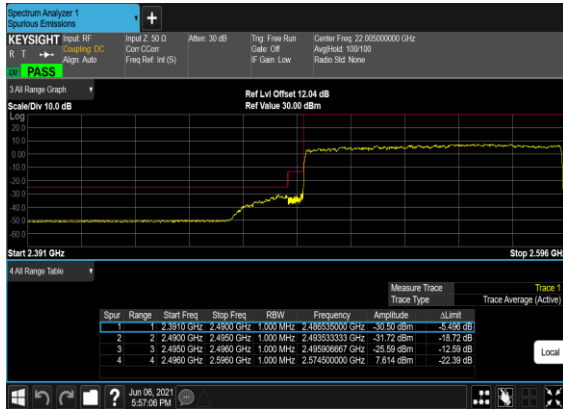 Spectrum Analyzer 1
Spurious Emissions
+
KEYSIGHT Input: RF Input Z: 50 Ω Atten: 30 dB Trig: Free Run Center Freq: 22.005000000 GHz
R T Coupling: DC Corr CCorr Gate: Off Avg|Hold: 100/100
Align: Auto Freq Ref: Int (S) IF Gain: Low Radio Std: None
PASS
3 All Range Graph
Ref Lvl Offset 12.04 dB
Scale/Div 10.0 dB Ref Value 30.00 dBm
Log
20.0
10.0
0.00
-10.0
-20.0
-30.0
-40.0
-50.0
-60.0
Start 2.391 GHz Stop 2.596 GHz
4 All Range Table
Measure Trace Trace 1
Trace Type Trace Average (Active)
Spur Range Start Freq Stop Freq RBW Frequency Amplitude ΔLimit
1 1 2.3910 GHz 2.4900 GHz 1.000 MHz 2.486535000 GHz -30.50 dBm -5.496 dB
2 2 2.4900 GHz 2.4950 GHz 1.000 MHz 2.493533333 GHz -31.72 dBm -18.72 dB
3 3 2.4950 GHz 2.4960 GHz 1.000 MHz 2.495906667 GHz -25.59 dBm -12.59 dB
4 4 2.4960 GHz 2.5960 GHz 1.000 MHz 2.574500000 GHz 7.614 dBm -22.39 dB
Local
? Jun 06, 2021
5:57:06 PM